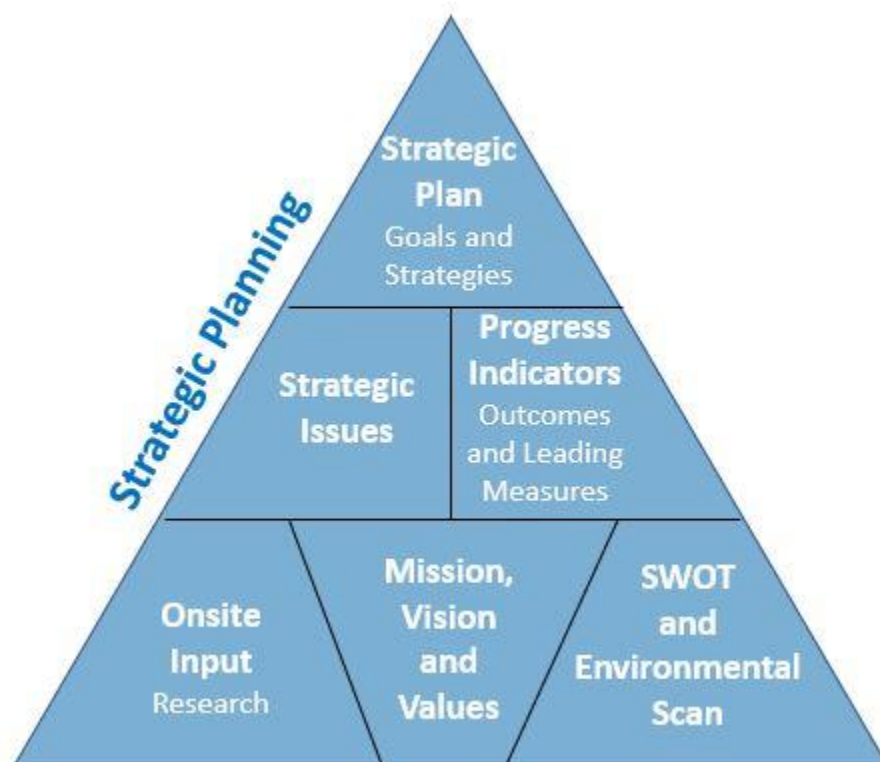 Strategic Planning
Strategic
Plan
Goals and
Strategies
Strategic
Issues
Progress
Indicators
Outcomes
and Leading
Measures
Onsite
Input
Research
Mission,
Vision
and
Values
SWOT
and
Environmental
Scan